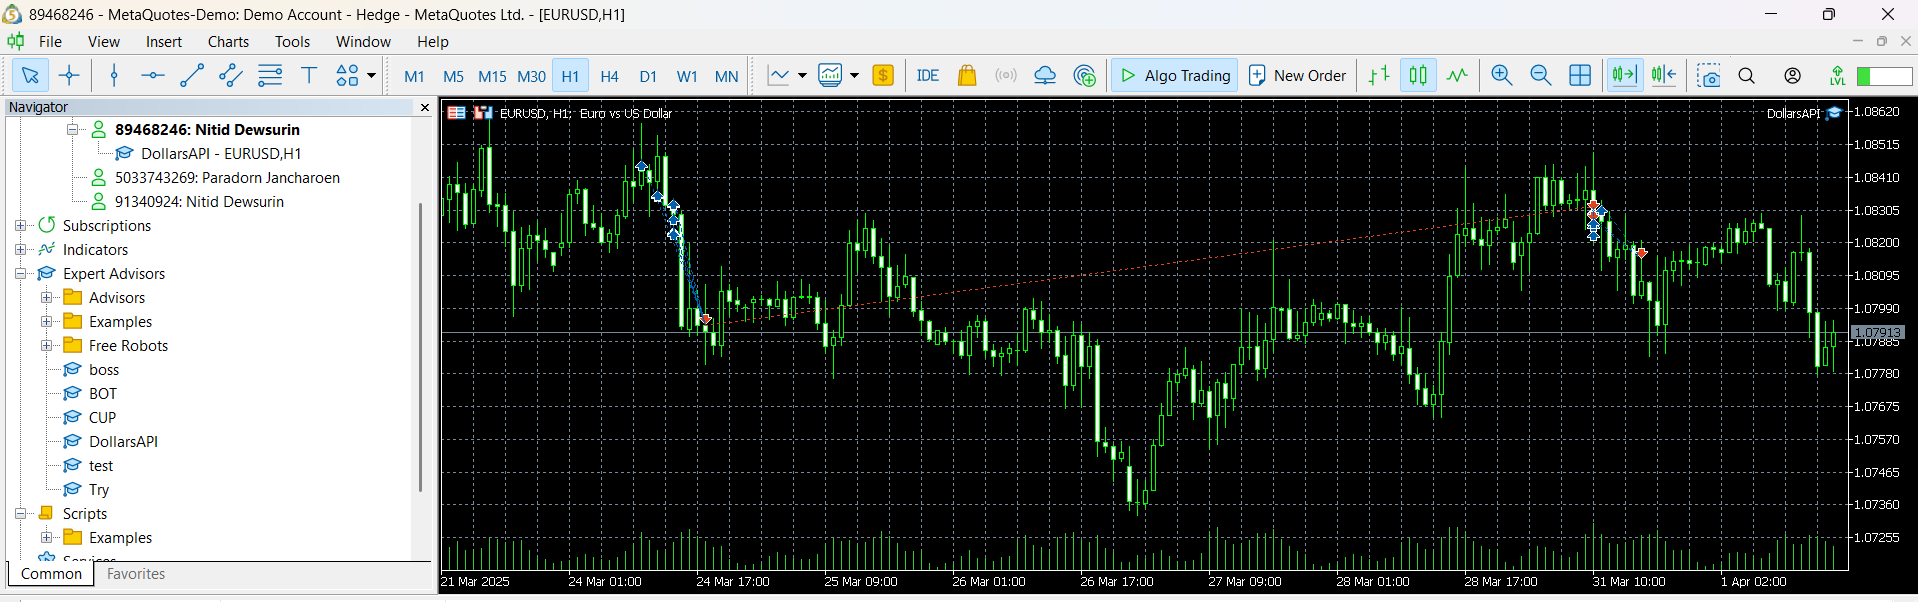 89468246 - MetaQuotes-Demo: Demo Account - Hedge - MetaQuotes Ltd. - [EURUSD,H1]
File View Insert Charts Tools Window Help
M1 M5 M15 M30 H1 H4 D1 W1 MN $ IDE Algo Trading New Order LVL
Navigator
89468246: Nitid Dewsurin
DollarsAPI - EURUSD,H1
5033743269: Paradorn Jancharoen
91340924: Nitid Dewsurin
Subscriptions
Indicators
Expert Advisors
Advisors
Examples
Free Robots
boss
BOT
CUP
DollarsAPI
test
Try
Scripts
Examples
Services
Common Favorites
EURUSD, H1: Euro vs US Dollar
DollarsAPI
1.08620
1.08515
1.08410
1.08305
1.08200
1.08095
1.07990
1.07913
1.07885
1.07780
1.07675
1.07570
1.07465
1.07360
1.07255
21 Mar 2025 24 Mar 01:00 24 Mar 17:00 25 Mar 09:00 26 Mar 01:00 26 Mar 17:00 27 Mar 09:00 28 Mar 01:00 28 Mar 17:00 31 Mar 10:00 1 Apr 02:00